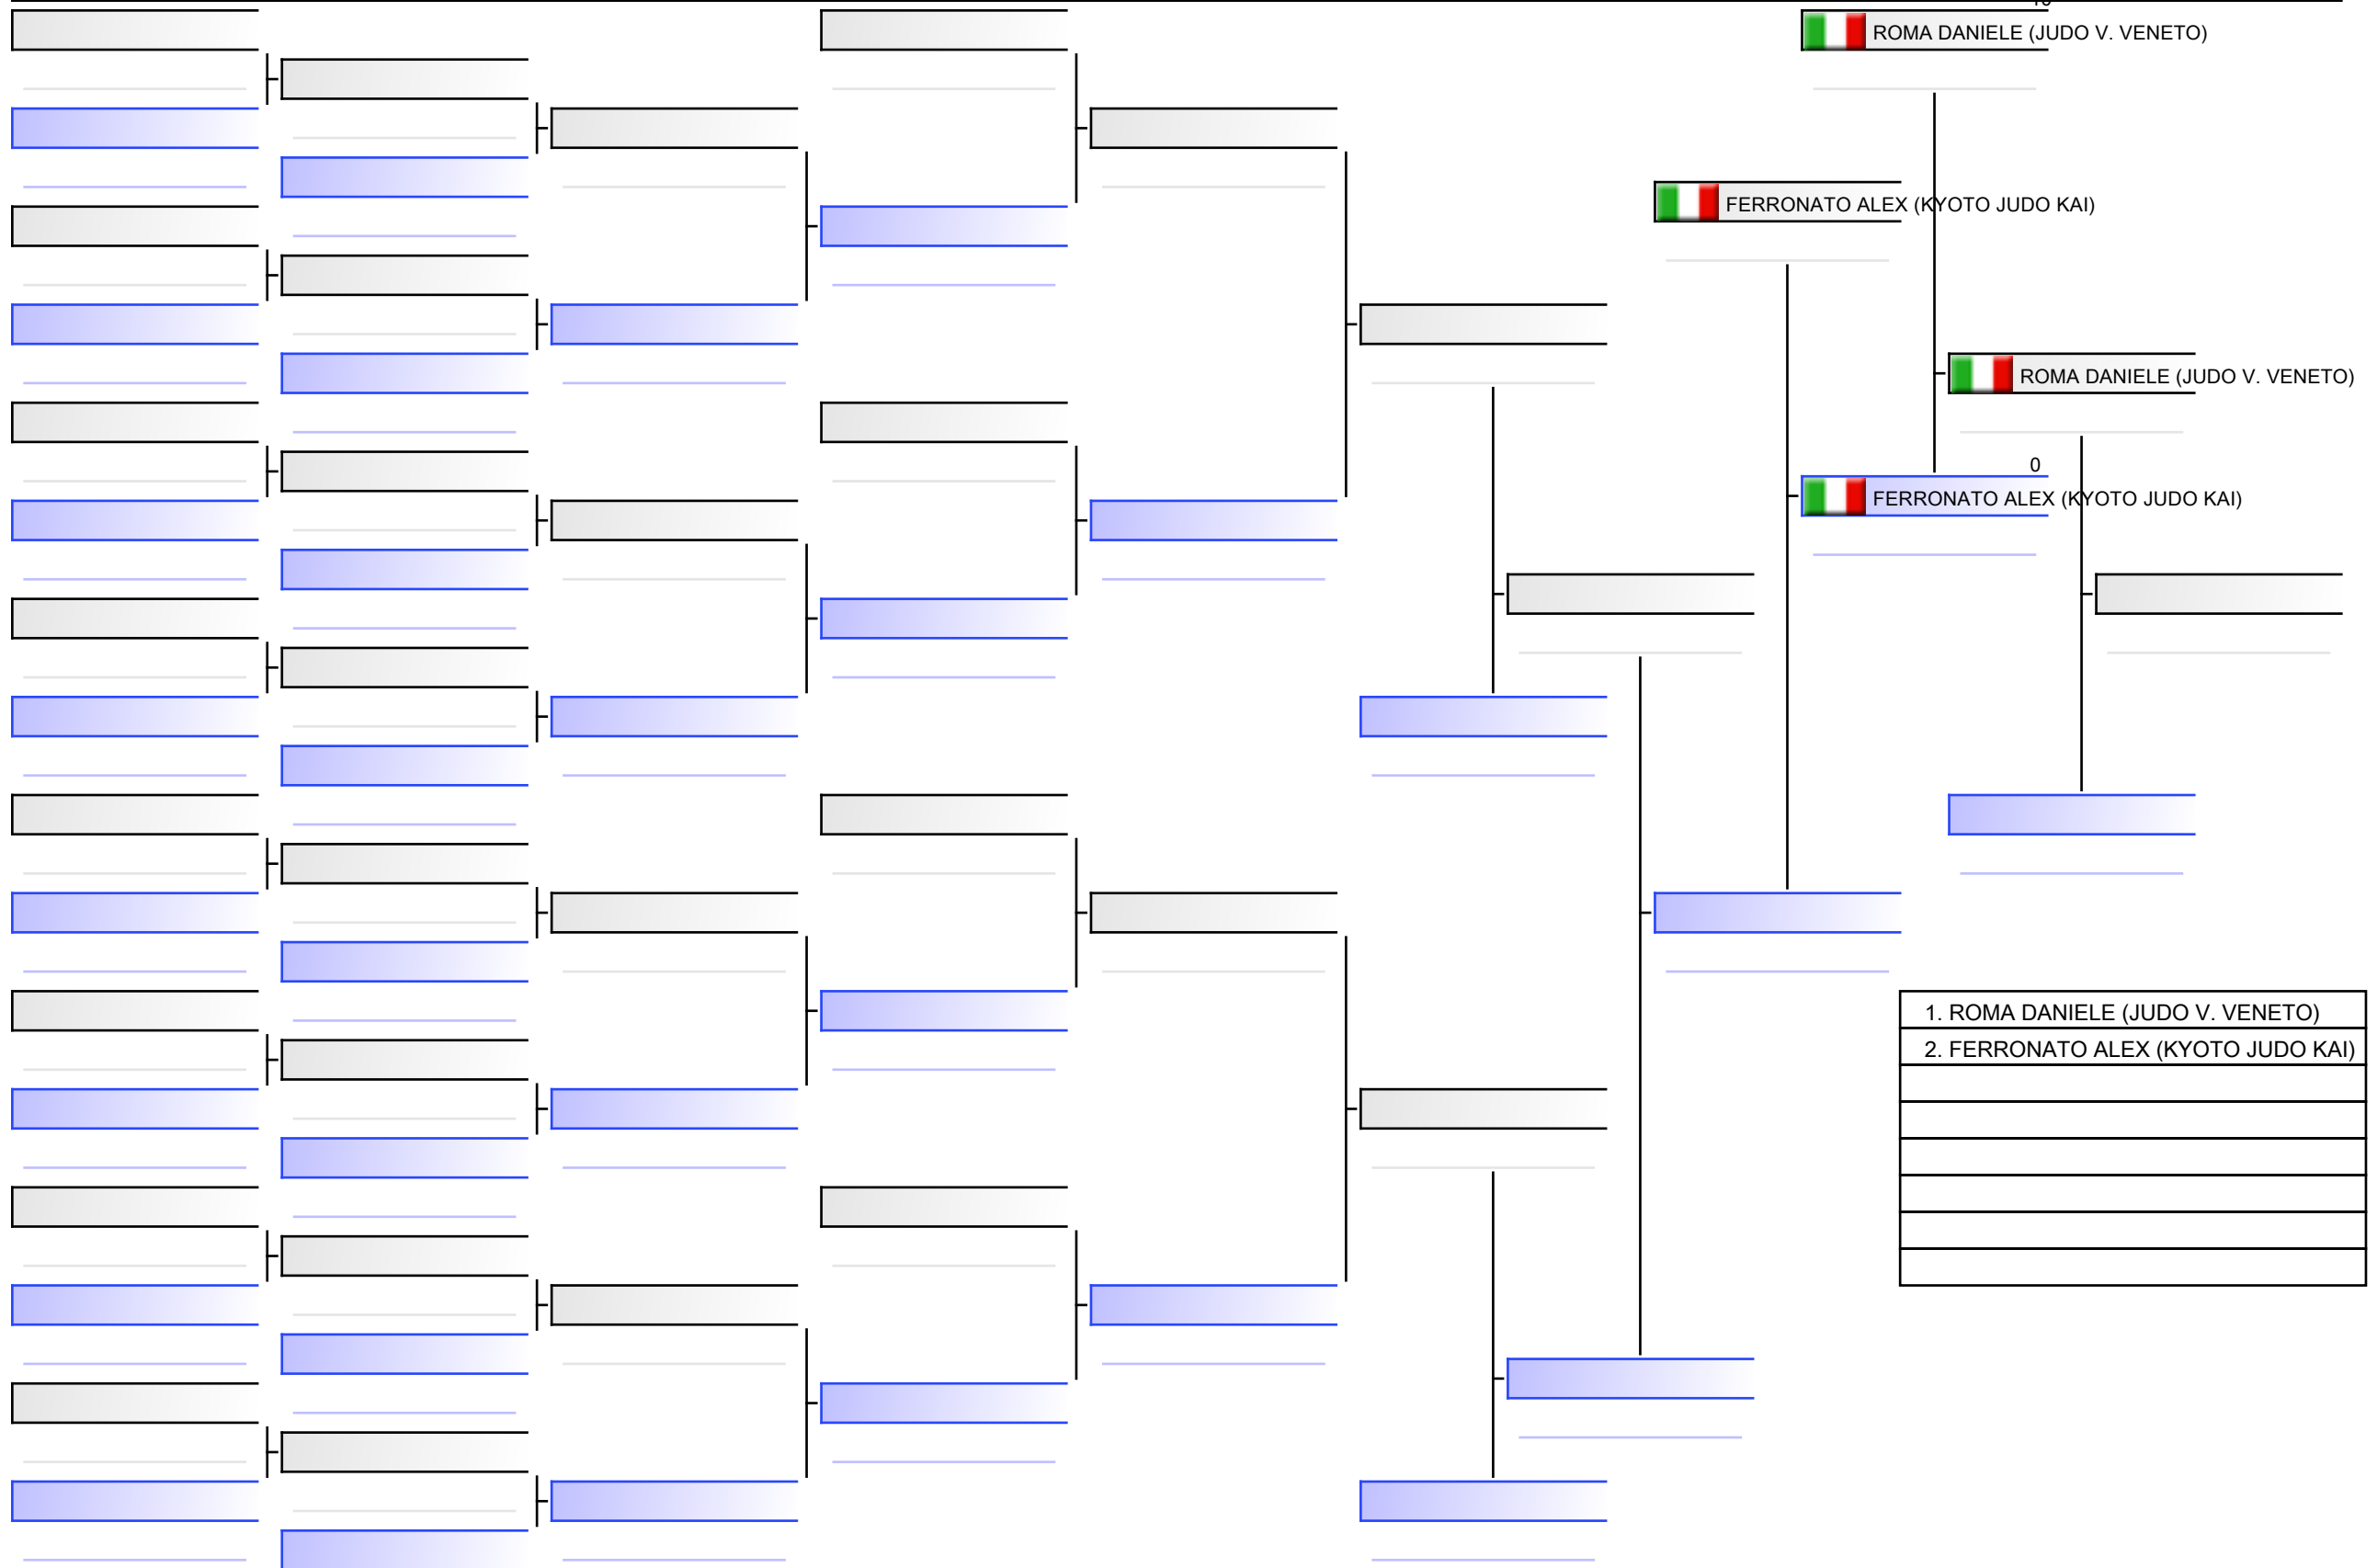 ROMA DANIELE (JUDO V. VENETO)
FERRONATO ALEX (KYOTO JUDO KAI)
ROMA DANIELE (JUDO V. VENETO)
0
FERRONATO ALEX (KYOTO JUDO KAI)
1. ROMA DANIELE (JUDO V. VENETO)
2. FERRONATO ALEX (KYOTO JUDO KAI)